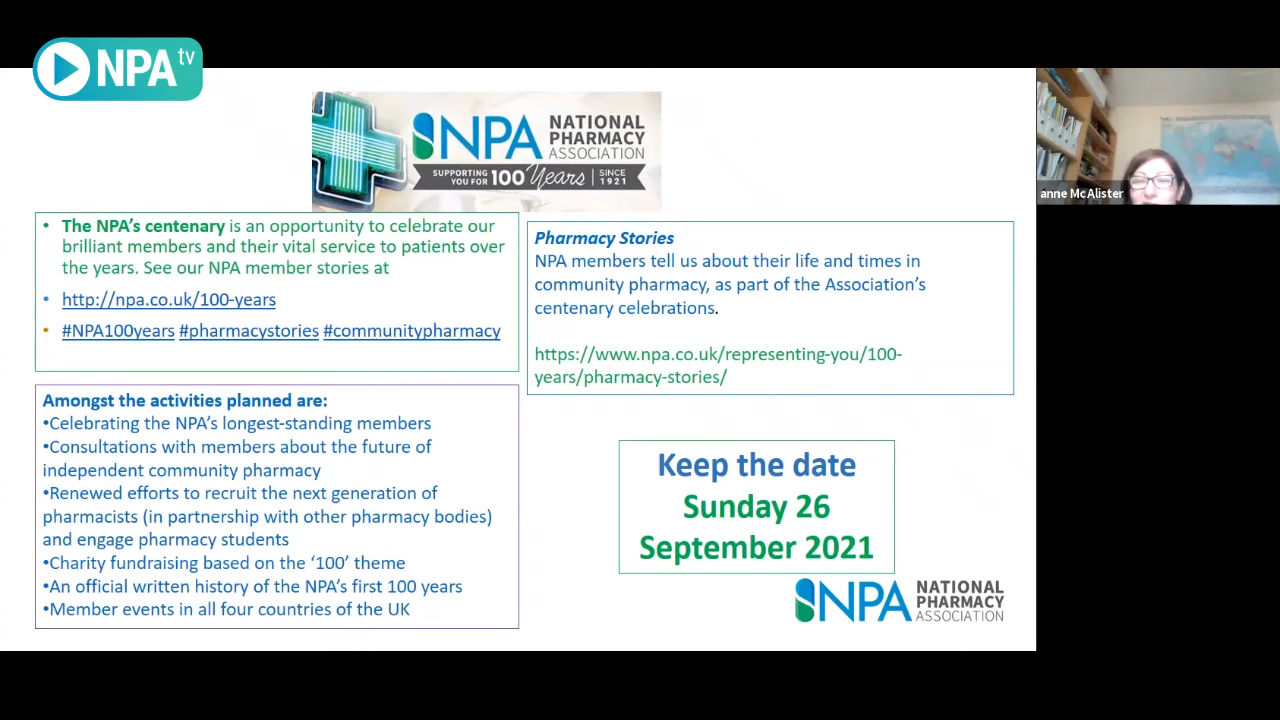 NPA tv
NPA NATIONAL
PHARMACY
ASSOCIATION
SUPPORTING
YOU FOR 100 Years SINCE
1921
• The NPA's centenary is an opportunity to celebrate our
brilliant members and their vital service to patients over
the years. See our NPA member stories at
• http://npa.co.uk/100-years
• #NPA100years #pharmacystories #communitypharmacy
Pharmacy Stories
NPA members tell us about their life and times in
community pharmacy, as part of the Association's
centenary celebrations.
https://www.npa.co.uk/representing-you/100-
years/pharmacy-stories/
Amongst the activities planned are:
•Celebrating the NPA's longest-standing members
•Consultations with members about the future of
independent community pharmacy
•Renewed efforts to recruit the next generation of
pharmacists (in partnership with other pharmacy bodies)
and engage pharmacy students
•Charity fundraising based on the '100' theme
•An official written history of the NPA's first 100 years
•Member events in all four countries of the UK
Keep the date
Sunday 26
September 2021
NPA NATIONAL
PHARMACY
ASSOCIATION
anne McAlister